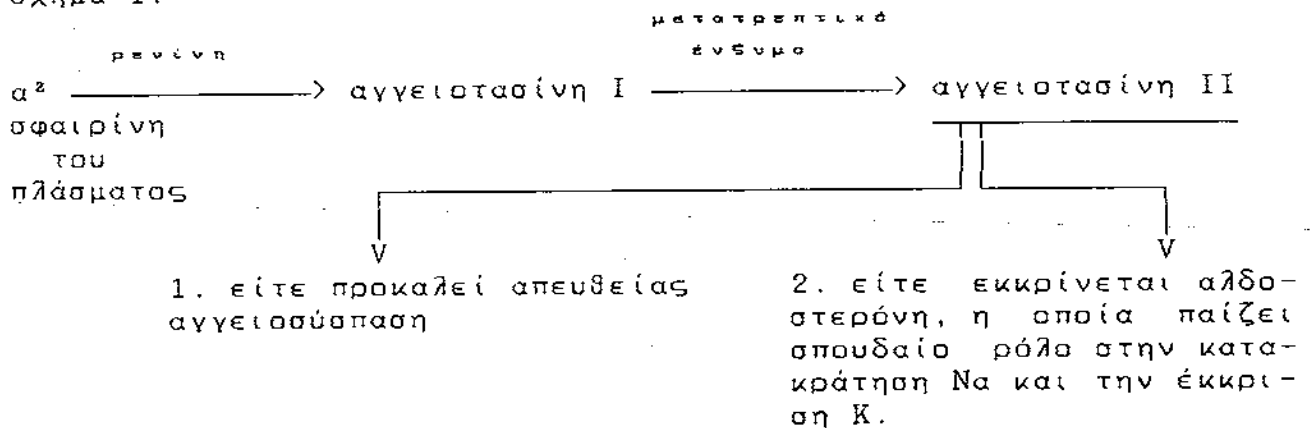 σχήμα 1.
ρενίνη
ματατρεπτικό
ένζυμο
α² ⟶ αγγειοτασίνη I ⟶ αγγειοτασίνη II
σφαιρίνη
του
πλάσματος
1. είτε προκαλεί απευθείας
αγγειοσύσπαση
2. είτε εκκρίνεται αλδο-
στερόνη, η οποία παίζει
σπουδαίο ρόλο στην κατα-
κράτηση Να και την έκκρι-
ση Κ.